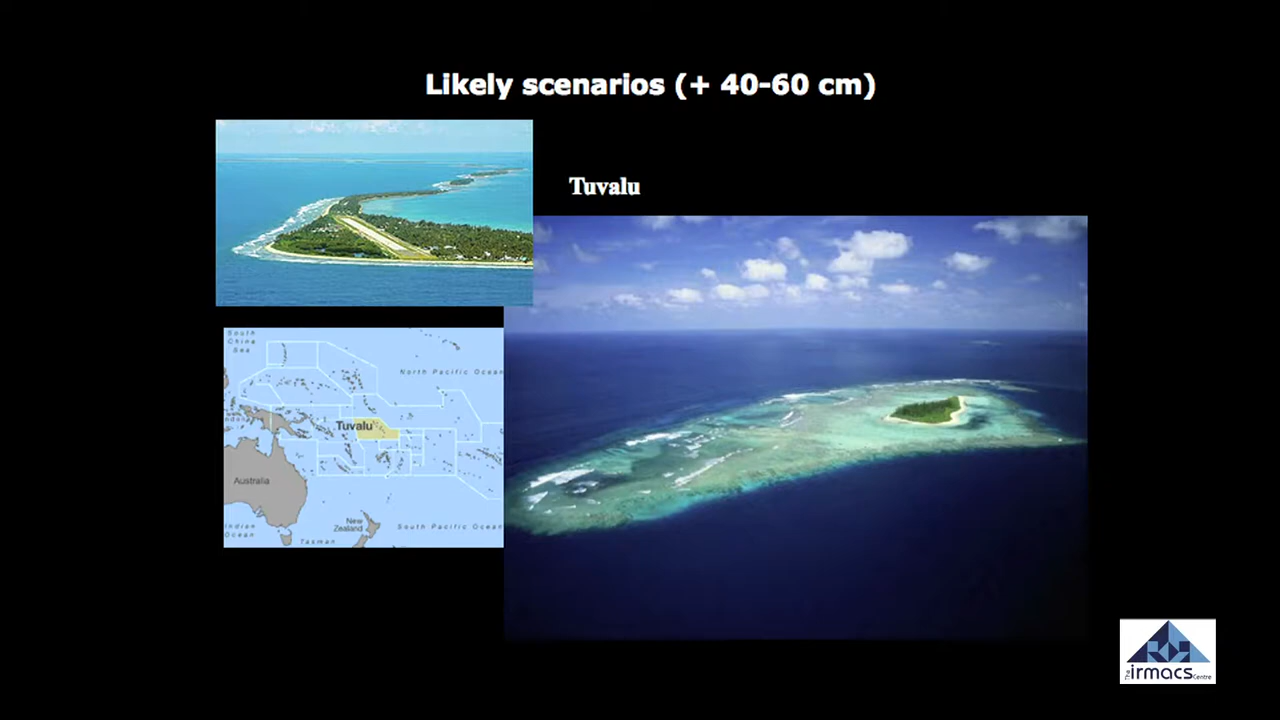 Likely scenarios (+ 40-60 cm)
Tuvalu
South
China
Sea
North Pacific Ocean
Tuvalu
Australia
New
Zealand
South Pacific Ocean
Indian
Ocean
Tasman
The irmacs Centre